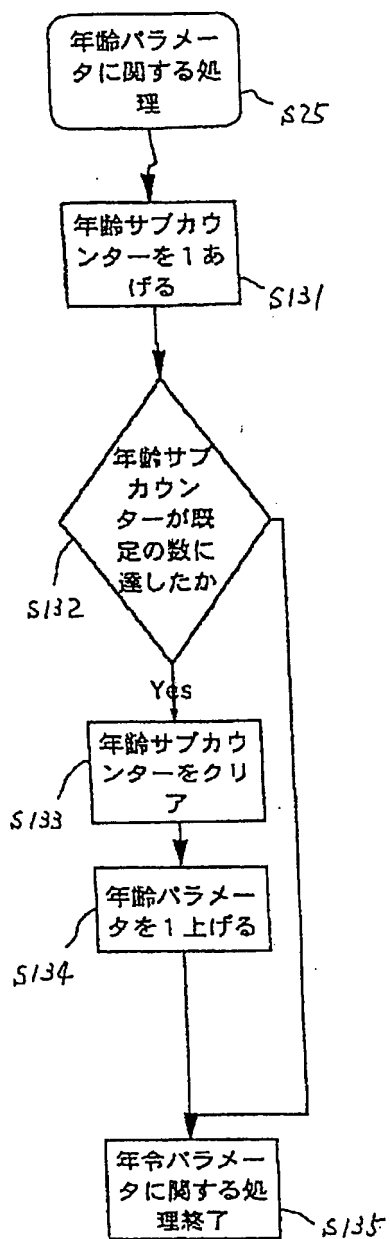 年齢パラメー
タに関する処
理
S25
年齢サブカウ
ンターを1あ
げる
S131
年齢サブ
カウン
ターが既
定の数に
達したか
S132
Yes
年齢サブカウ
ンターをクリ
ア
S133
年齢パラメー
タを1上げる
S134
年令パラメー
タに関する処
理終了
S135